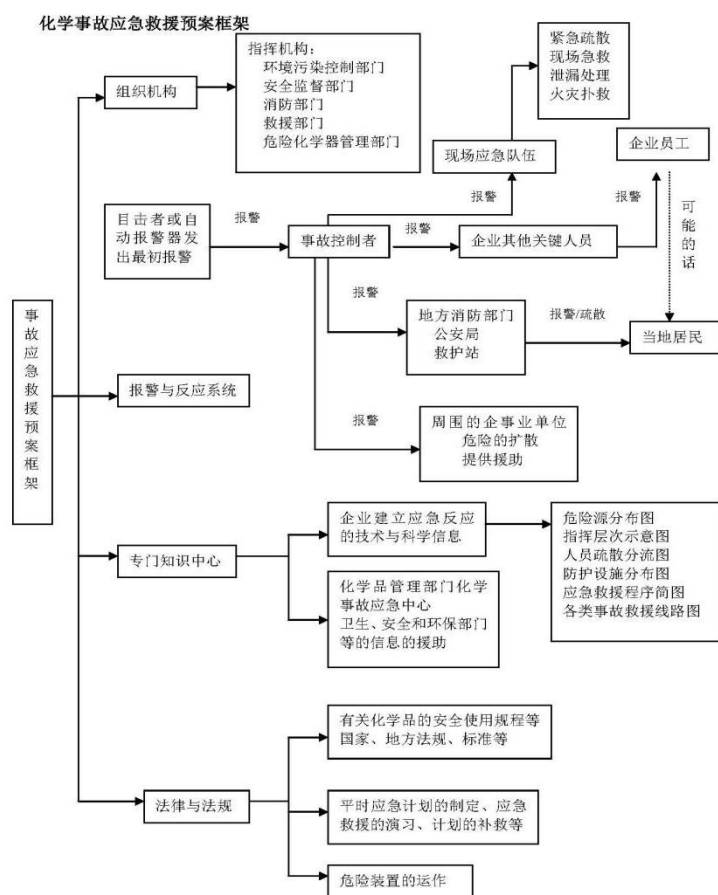 化学事故应急救援预案框架
组织机构
指挥机构：
环境污染控制部门
安全监督部门
消防部门
救援部门
危险化学器管理部门
紧急疏散
现场急救
泄漏处理
火灾扑救
现场应急队伍
企业员工
目击者或自
动报警器发
出最初报警
报警
事故控制者
报警
报警
企业其他关键人员
报警
可能的话
报警
地方消防部门
公安局
救护站
报警/疏散
当地居民
事故应急救援预案框架
报警与反应系统
报警
周围的企事业单位
危险的扩散
提供援助
专门知识中心
企业建立应急反应
的技术与科学信息
危险源分布图
指挥层次示意图
人员疏散分流图
防护设施分布图
应急救援程序简图
各类事故救援线路图
化学品管理部门化学
事故应急中心
卫生、安全和环保部门
等的信息的援助
法律与法规
有关化学品的安全使用规程等
国家、地方法规、标准等
平时应急计划的制定、应急
救援的演习、计划的补救等
危险装置的运作